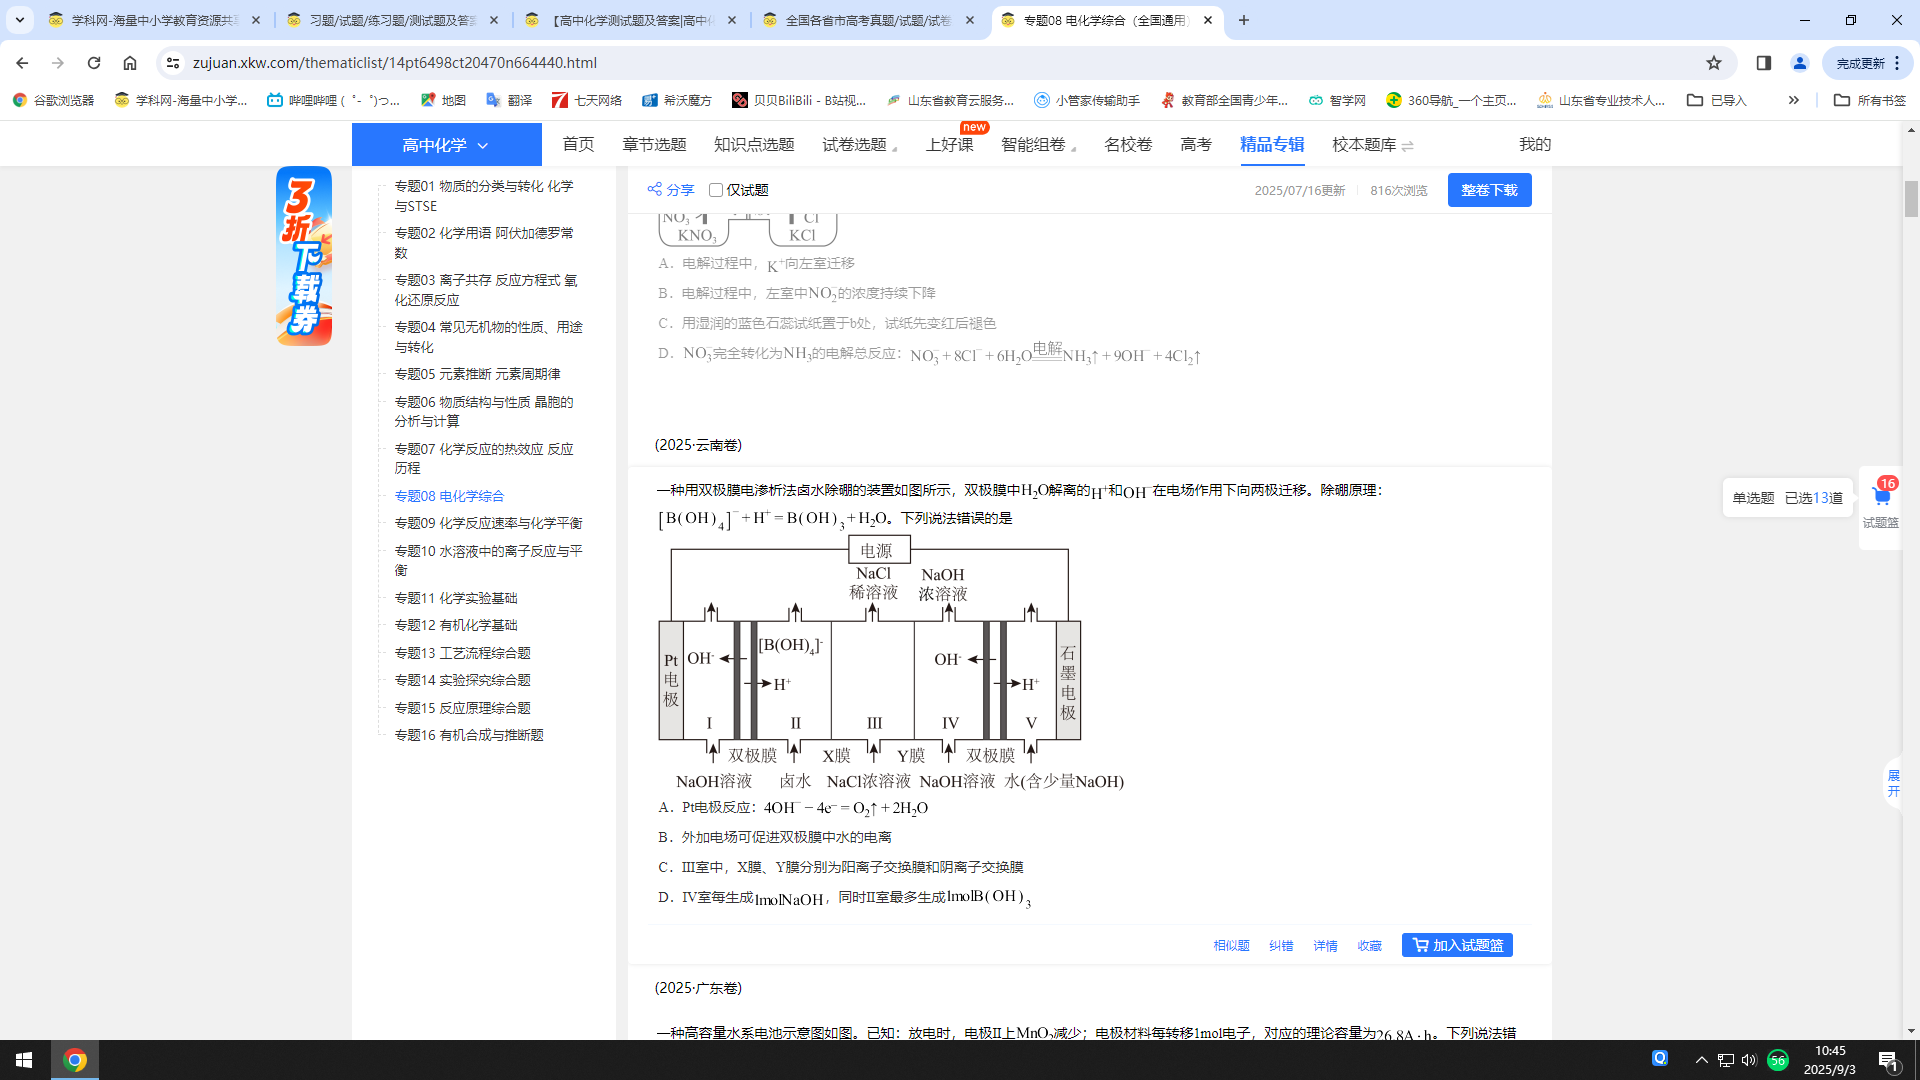 学科网-海量中小学教育资源共享
习题/试题/练习题/测试题及答案
【高中化学测试题及答案|高中化
全国各省市高考真题/试题/试卷
专题08 电化学综合（全国通用）
zujuan.xkw.com/thematiclist/14pt6498ct20470n664440.html
完成更新
谷歌浏览器
学科网-海量中小学...
哔哩哔哩 (゜-゜)つ...
地图
翻译
七天网络
希沃魔方
贝贝BiliBili - B站视...
山东省教育云服务...
小管家传输助手
教育部全国青少年...
智学网
360导航_一个主页...
山东省专业技术人...
已导入
所有书签
高中化学
首页
章节选题
知识点选题
试卷选题
上好课
new
智能组卷
名校卷
高考
精品专辑
校本题库
我的
3折下载券
专题01 物质的分类与转化 化学
与STSE
专题02 化学用语 阿伏加德罗常
数
专题03 离子共存 反应方程式 氧
化还原反应
专题04 常见无机物的性质、用途
与转化
专题05 元素推断 元素周期律
专题06 物质结构与性质 晶胞的
分析与计算
专题07 化学反应的热效应 反应
历程
专题08 电化学综合
专题09 化学反应速率与化学平衡
专题10 水溶液中的离子反应与平
衡
专题11 化学实验基础
专题12 有机化学基础
专题13 工艺流程综合题
专题14 实验探究综合题
专题15 反应原理综合题
专题16 有机合成与推断题
分享
仅试题
2025/07/16更新
816次浏览
整卷下载
NO₃⁻ Cl⁻
KNO₃ KCl
A．电解过程中，K⁺向左室迁移
B．电解过程中，左室中NO₂⁻的浓度持续下降
C．用湿润的蓝色石蕊试纸置于b处，试纸先变红后褪色
D．NO₃⁻完全转化为NH₃的电解总反应：NO₃⁻+8Cl⁻+6H₂O 电解 NH₃↑+9OH⁻+4Cl₂↑
(2025·云南卷)
一种用双极膜电渗析法卤水除硼的装置如图所示，双极膜中H₂O解离的H⁺和OH⁻在电场作用下向两极迁移。除硼原理：
[B(OH)₄]⁻+H⁺=B(OH)₃+H₂O。下列说法错误的是
电源
NaCl 稀溶液
NaOH 浓溶液
Pt电极
OH⁻
H⁺
[B(OH)₄]⁻
OH⁻
H⁺
石墨电极
I II III IV V
双极膜 X膜 Y膜 双极膜
NaOH溶液 卤水 NaCl浓溶液 NaOH溶液 水(含少量NaOH)
A．Pt电极反应：4OH⁻−4e⁻=O₂↑+2H₂O
B．外加电场可促进双极膜中水的电离
C．III室中，X膜、Y膜分别为阳离子交换膜和阴离子交换膜
D．IV室每生成1molNaOH，同时II室最多生成1molB(OH)₃
相似题
纠错
详情
收藏
加入试题篮
(2025·广东卷)
一种高容量水系电池示意图如图。已知：放电时，电极II上MnO₂减少；电极材料每转移1mol电子，对应的理论容量为26.8A·h。下列说法错
单选题 已选13道
16
试题篮
展开
56
10:45
2025/9/3
1